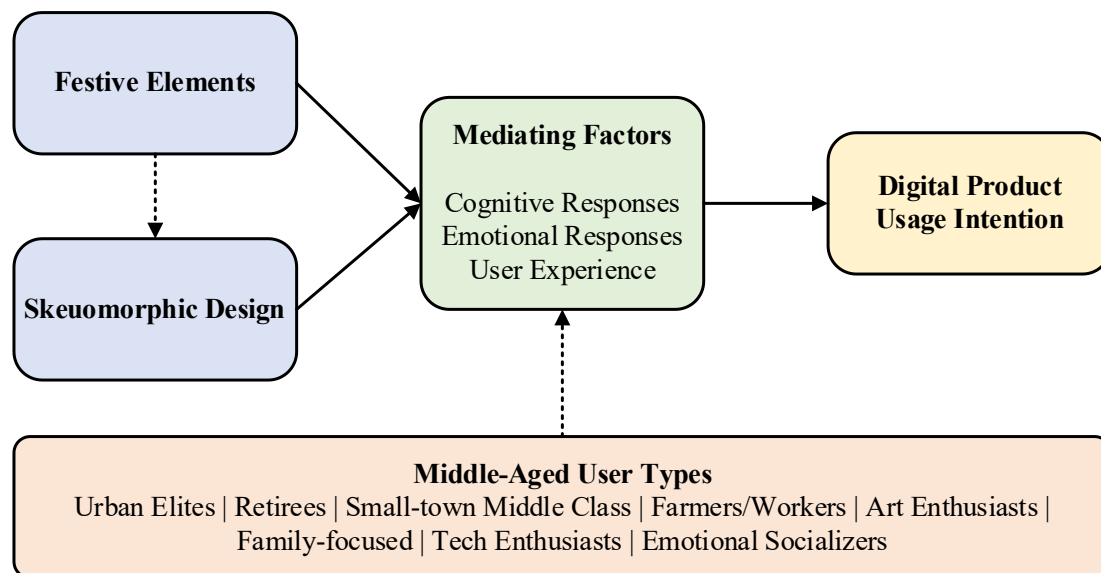 Festive Elements
Skeuomorphic Design
Mediating Factors
Cognitive Responses
Emotional Responses
User Experience
Digital Product
Usage Intention
Middle-Aged User Types
Urban Elites | Retirees | Small-town Middle Class | Farmers/Workers | Art Enthusiasts |
Family-focused | Tech Enthusiasts | Emotional Socializers